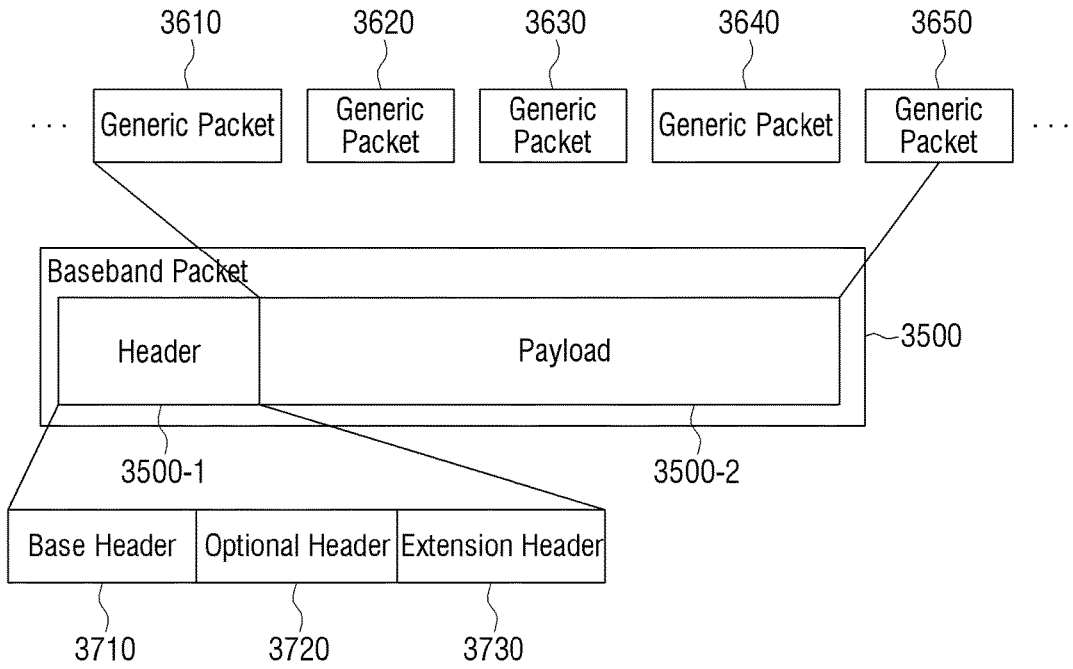 3610 3620 3630 3640 3650
... Generic Packet Generic Packet Generic Packet Generic Packet Generic Packet ...
Baseband Packet
Header Payload
3500
3500-1 3500-2
Base Header Optional Header Extension Header
3710 3720 3730